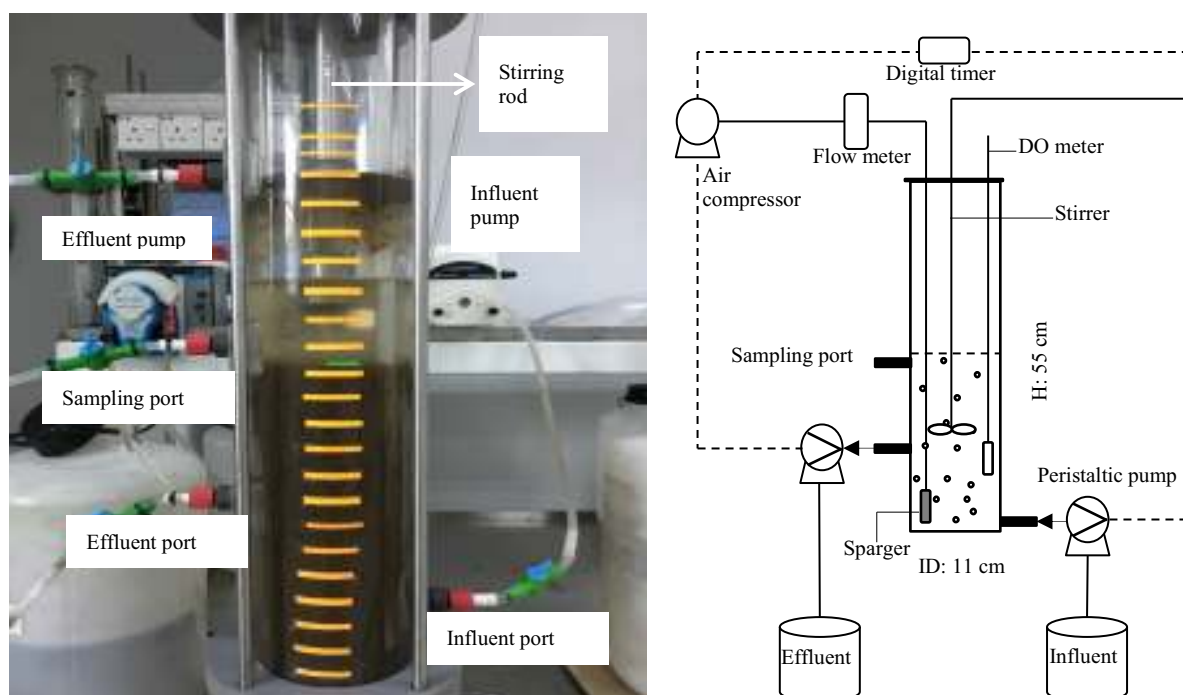 Stirring
rod
Influent
pump
Effluent pump
Sampling port
Effluent port
Influent port
Digital timer
Flow meter
DO meter
Air
compressor
Stirrer
Sampling port
H: 55 cm
Peristaltic pump
Sparger
ID: 11 cm
Effluent
Influent